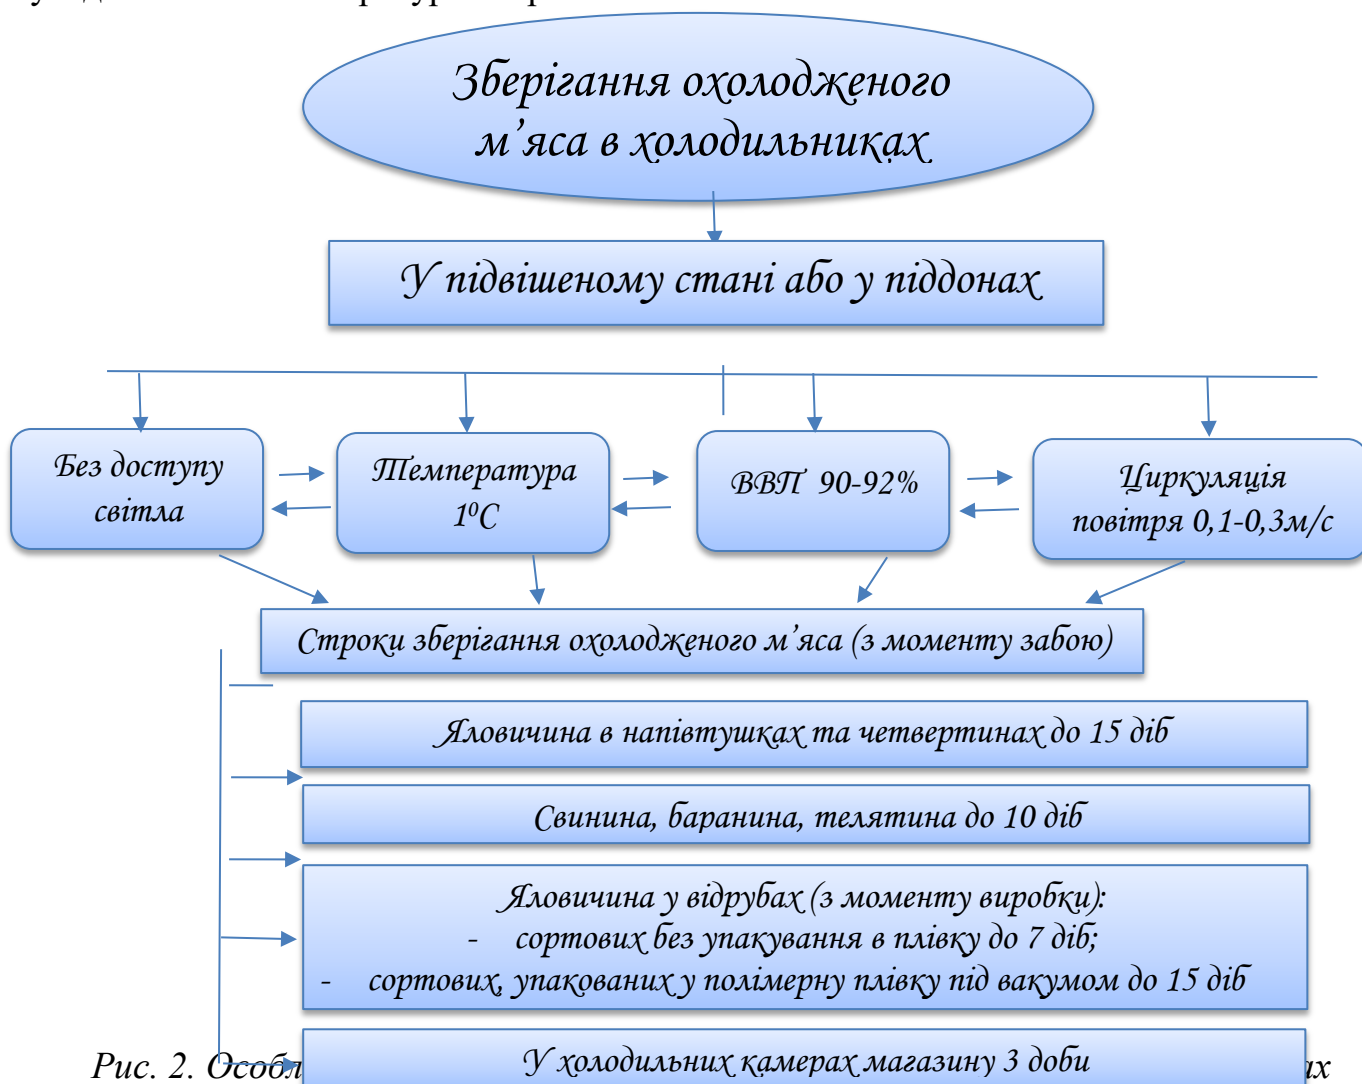 Зберігання охолодженого
м’яса в холодильниках
У підвішеному стані або у піддонах
Без доступу
світла
Температура
1⁰С
ВВП 90-92%
Циркуляція
повітря 0,1-0,3м/с
Строки зберігання охолодженого м’яса (з моменту забою)
Яловичина в напівтушках та четвертинах до 15 діб
Свинина, баранина, телятина до 10 діб
Яловичина у відрубах (з моменту виробки):
- сортових без упакування в плівку до 7 діб;
- сортових, упакованих у полімерну плівку під вакумом до 15 діб
У холодильних камерах магазину 3 доби
Рис. 2.